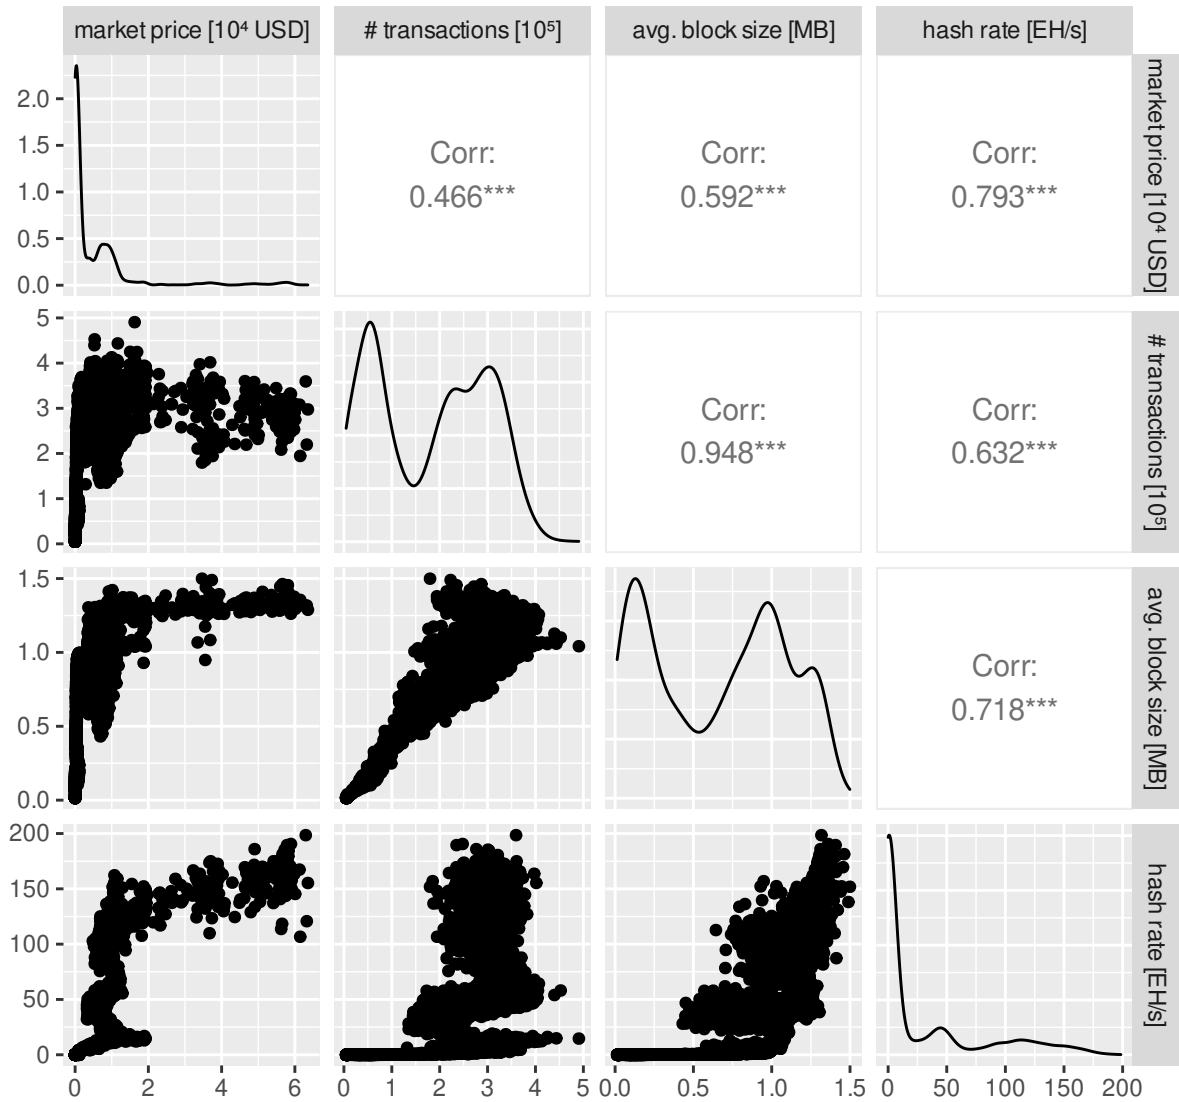 market price [10⁴ USD]
# transactions [10⁵]
avg. block size [MB]
hash rate [EH/s]
2.0
1.5
1.0
0.5
0.0
Corr:
0.466***
Corr:
0.592***
Corr:
0.793***
market price [10⁴ USD]
5
4
3
2
1
0
Corr:
0.948***
Corr:
0.632***
# transactions [10⁵]
1.5
1.0
0.5
0.0
Corr:
0.718***
avg. block size [MB]
200
150
100
50
0
hash rate [EH/s]
0 2 4 6
0 1 2 3 4 5
0.0 0.5 1.0 1.5
0 50 100 150 200